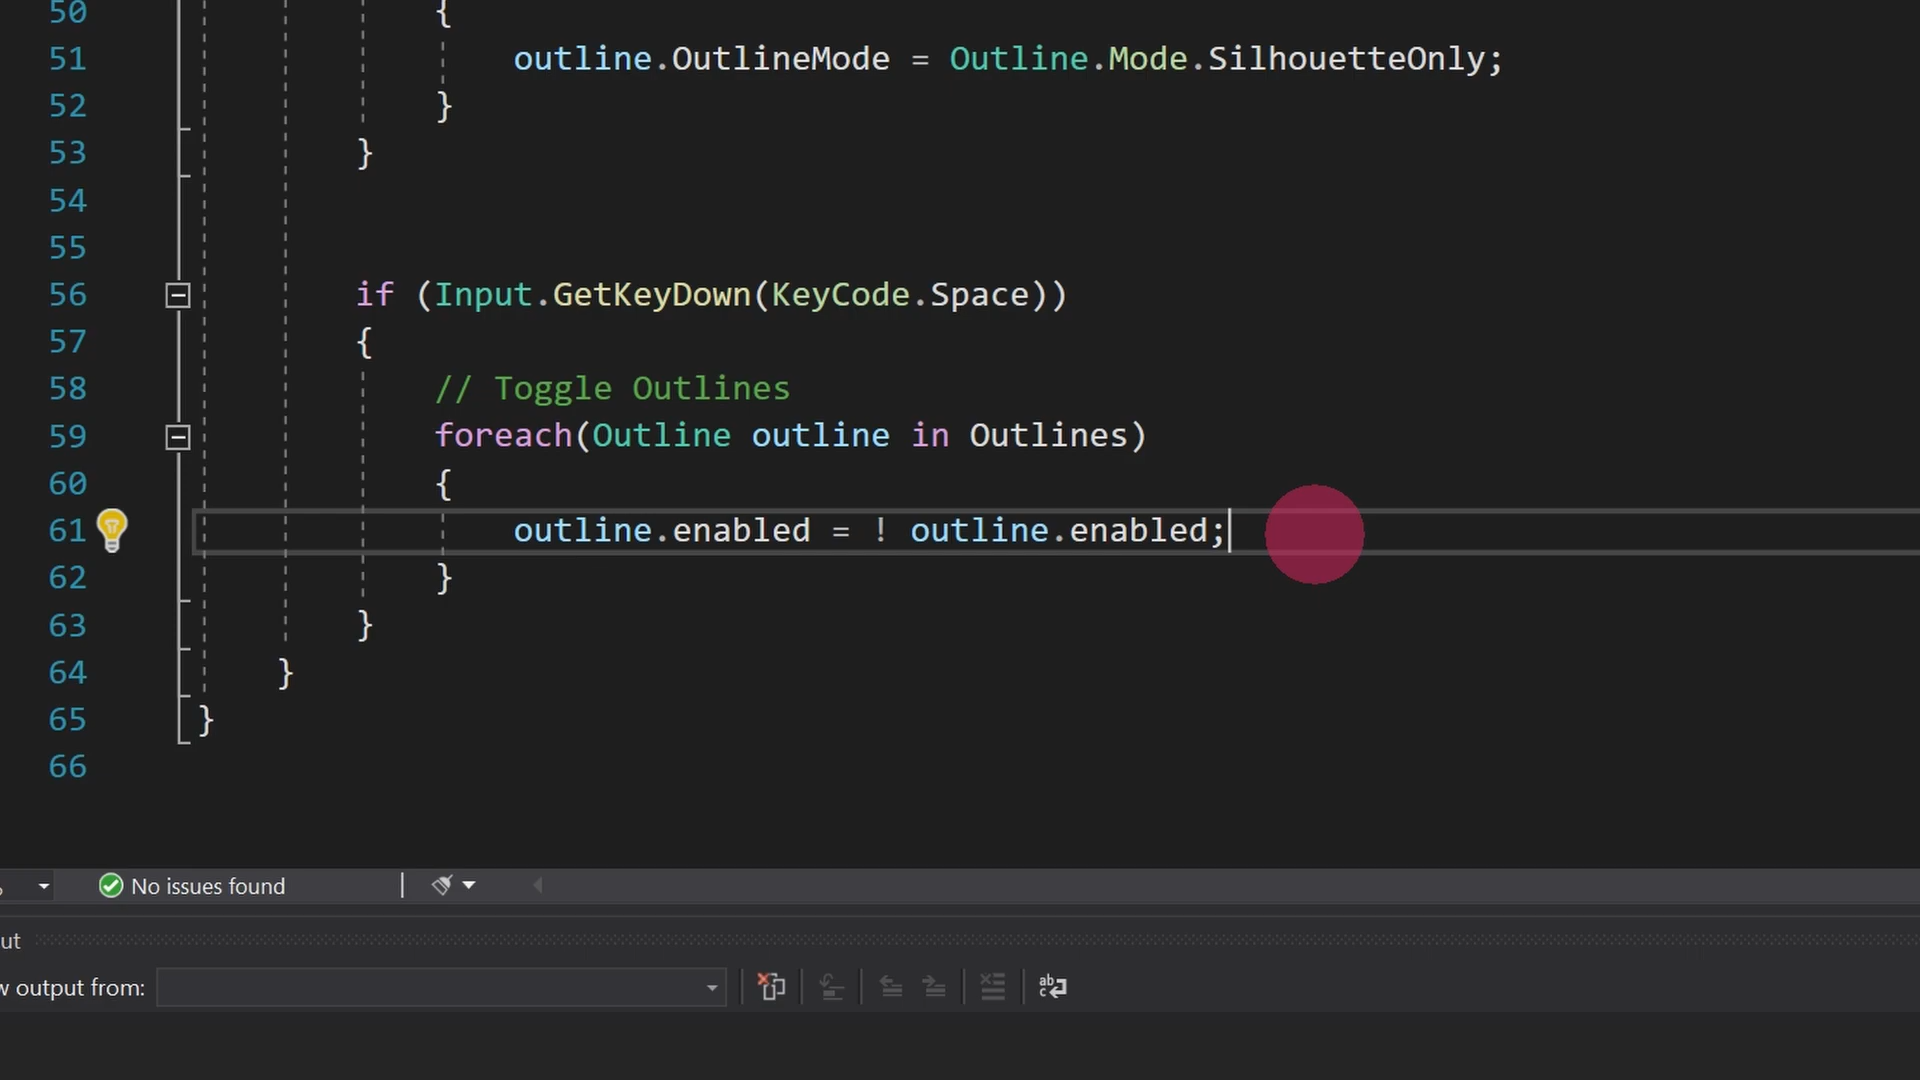 50 {
51 outline.OutlineMode = Outline.Mode.SilhouetteOnly;
52 }
53 }
54
55
56 if (Input.GetKeyDown(KeyCode.Space))
57 {
58 // Toggle Outlines
59 foreach(Outline outline in Outlines)
60 {
61 outline.enabled = ! outline.enabled;
62 }
63 }
64 }
65 }
66
No issues found
ut
w output from: